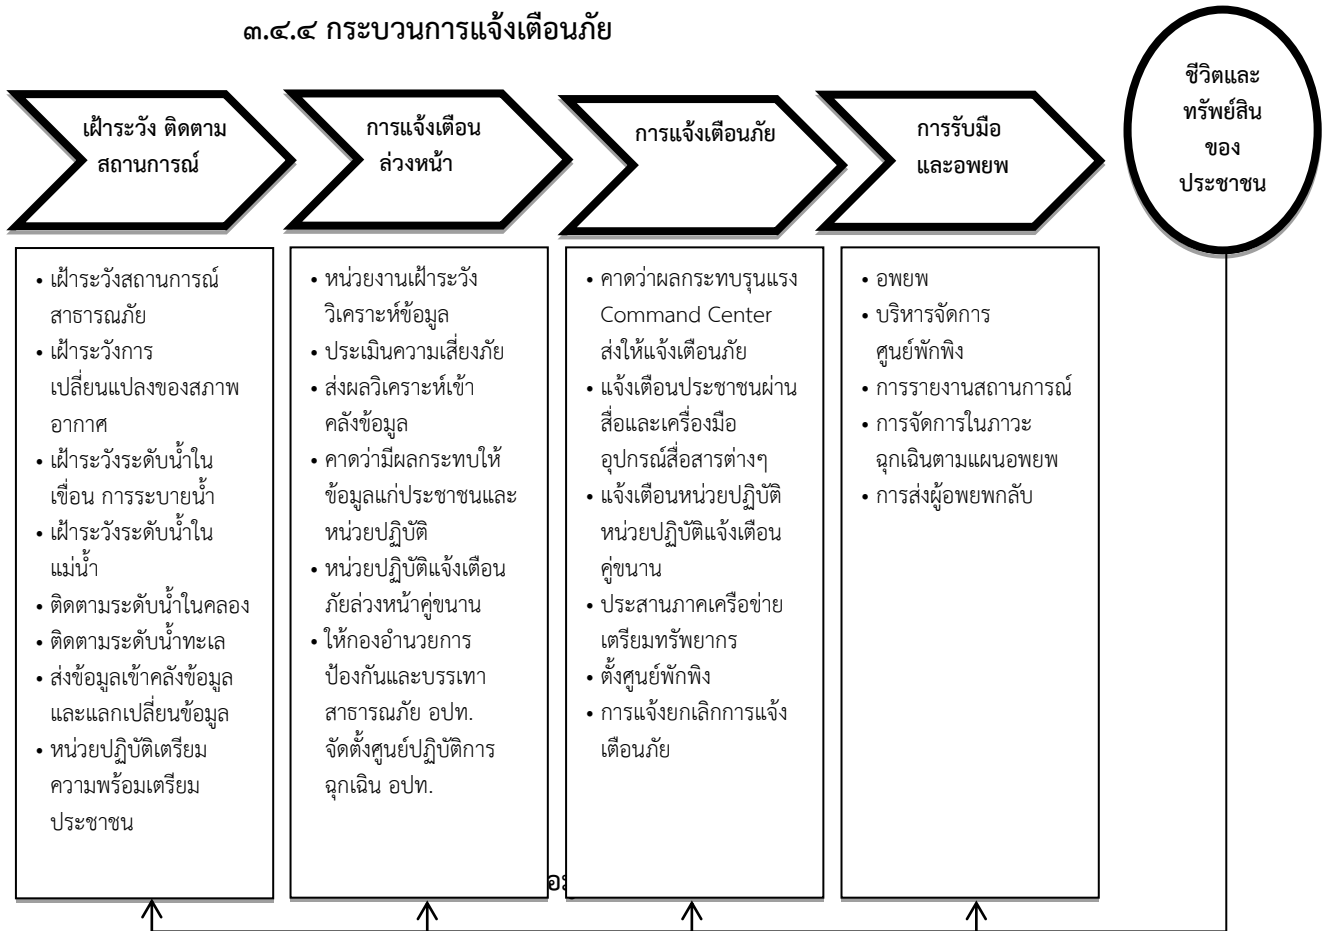 ๓.๔.๔ กระบวนการแจ้งเตือนภัย
เฝ้าระวัง ติดตาม
สถานการณ์
การแจ้งเตือน
ล่วงหน้า
การแจ้งเตือนภัย
การรับมือ
และอพยพ
ชีวิตและ
ทรัพย์สิน
ของ
ประชาชน
• เฝ้าระวังสถานการณ์
สาธารณภัย
• เฝ้าระวังการ
เปลี่ยนแปลงของสภาพ
อากาศ
• เฝ้าระวังระดับน้ำใน
เขื่อน การระบายน้ำ
• เฝ้าระวังระดับน้ำใน
แม่น้ำ
• ติดตามระดับน้ำในคลอง
• ติดตามระดับน้ำทะเล
• ส่งข้อมูลเข้าคลังข้อมูล
และแลกเปลี่ยนข้อมูล
• หน่วยปฏิบัติเตรียม
ความพร้อมเตรียม
ประชาชน
• หน่วยงานเฝ้าระวัง
วิเคราะห์ข้อมูล
• ประเมินความเสี่ยงภัย
• ส่งผลวิเคราะห์เข้า
คลังข้อมูล
• คาดว่ามีผลกระทบให้
ข้อมูลแก่ประชาชนและ
หน่วยปฏิบัติ
• หน่วยปฏิบัติแจ้งเตือน
ภัยล่วงหน้าคู่ขนาน
• ให้กองอำนวยการ
ป้องกันและบรรเทา
สาธารณภัย อปท.
จัดตั้งศูนย์ปฏิบัติการ
ฉุกเฉิน อปท.
• คาดว่าผลกระทบรุนแรง
Command Center
ส่งให้แจ้งเตือนภัย
• แจ้งเตือนประชาชนผ่าน
สื่อและเครื่องมือ
อุปกรณ์สื่อสารต่างๆ
• แจ้งเตือนหน่วยปฏิบัติ
หน่วยปฏิบัติแจ้งเตือน
คู่ขนาน
• ประสานภาคเครือข่าย
เตรียมทรัพยากร
• ตั้งศูนย์พักพิง
• การแจ้งยกเลิกการแจ้ง
เตือนภัย
• อพยพ
• บริหารจัดการ
ศูนย์พักพิง
• การรายงานสถานการณ์
• การจัดการในภาวะ
ฉุกเฉินตามแผนอพยพ
• การส่งผู้อพยพกลับ